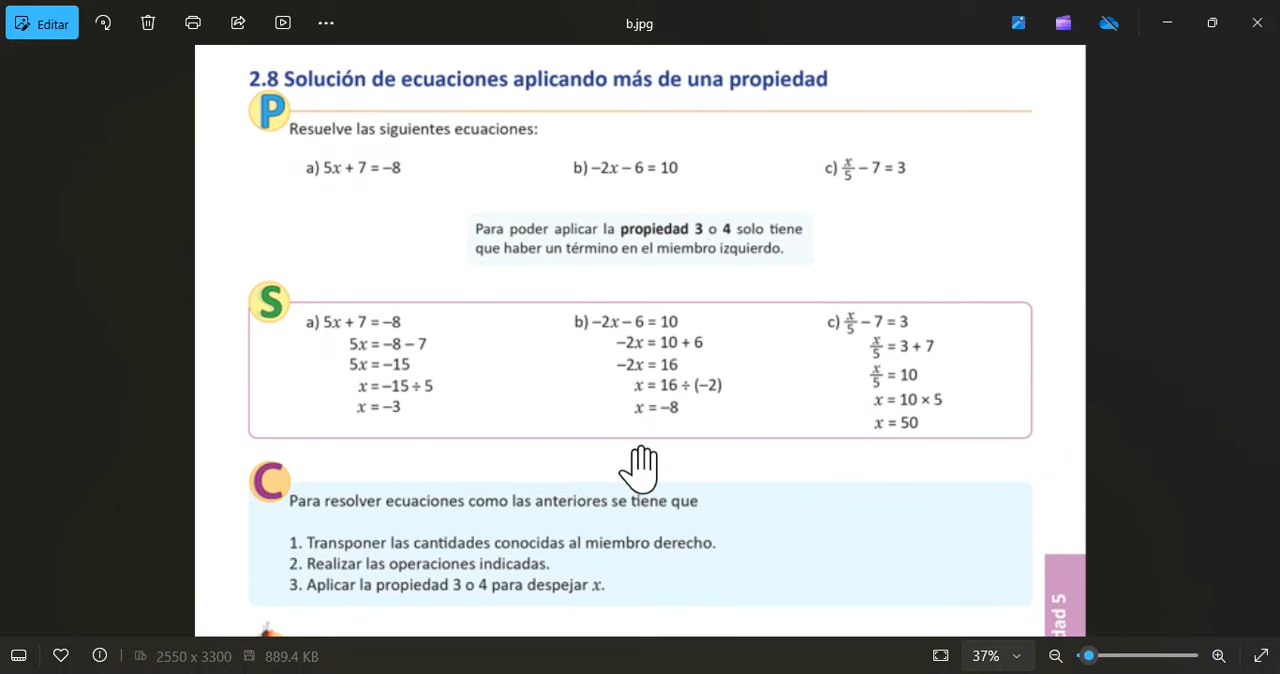 Editar
b.jpg
2.8 Solución de ecuaciones aplicando más de una propiedad
P
Resuelve las siguientes ecuaciones:
a) 5x + 7 = –8 b) –2x – 6 = 10 c) x/5 – 7 = 3
Para poder aplicar la propiedad 3 o 4 solo tiene
que haber un término en el miembro izquierdo.
S
a) 5x + 7 = –8
5x = –8 – 7
5x = –15
x = –15 ÷ 5
x = –3
b) –2x – 6 = 10
–2x = 10 + 6
–2x = 16
x = 16 ÷ (–2)
x = –8
c) x/5 – 7 = 3
x/5 = 3 + 7
x/5 = 10
x = 10 × 5
x = 50
C
Para resolver ecuaciones como las anteriores se tiene que
1. Transponer las cantidades conocidas al miembro derecho.
2. Realizar las operaciones indicadas.
3. Aplicar la propiedad 3 o 4 para despejar x.
dad 5
2550 x 3300 889.4 KB 37%